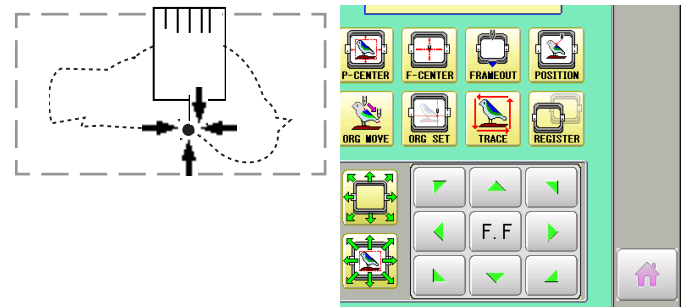 P-CENTER F-CENTER FRAMEOUT POSITION
ORG MOVE ORG SET TRACE REGISTER
F.F